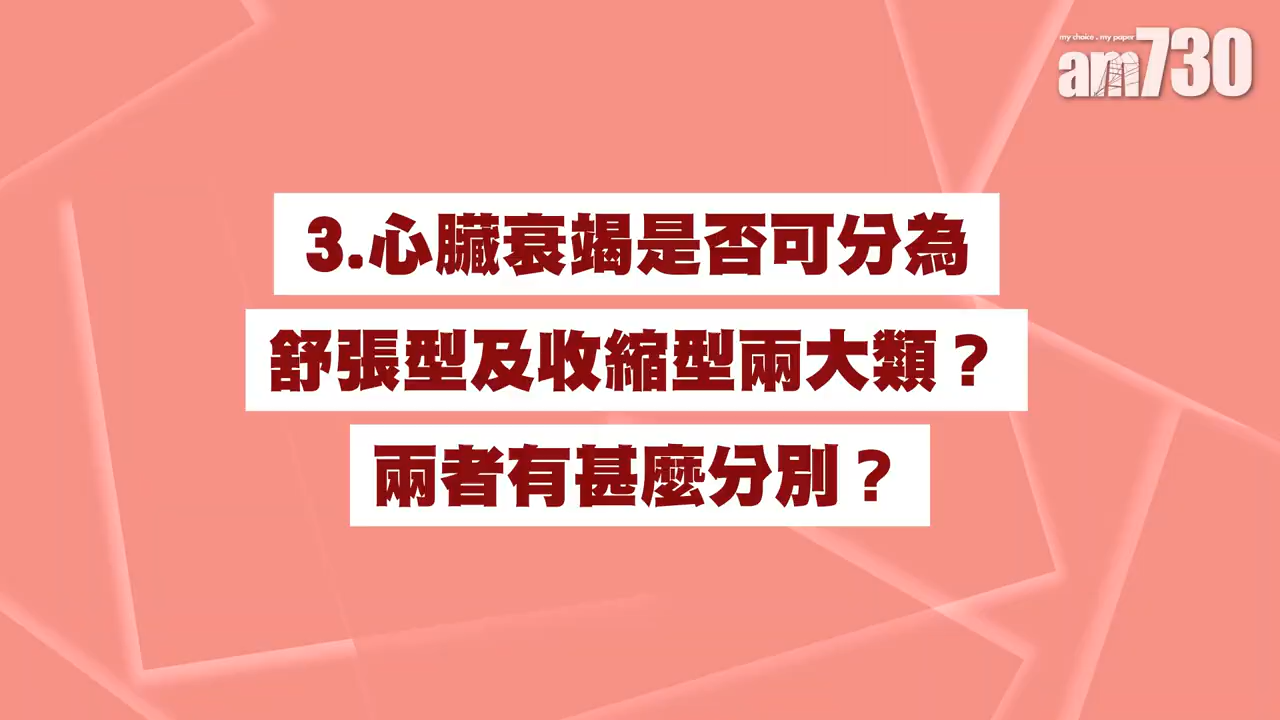 my choice . my paper
am730
3.心臟衰竭是否可分為
舒張型及收縮型兩大類？
兩者有甚麼分別？